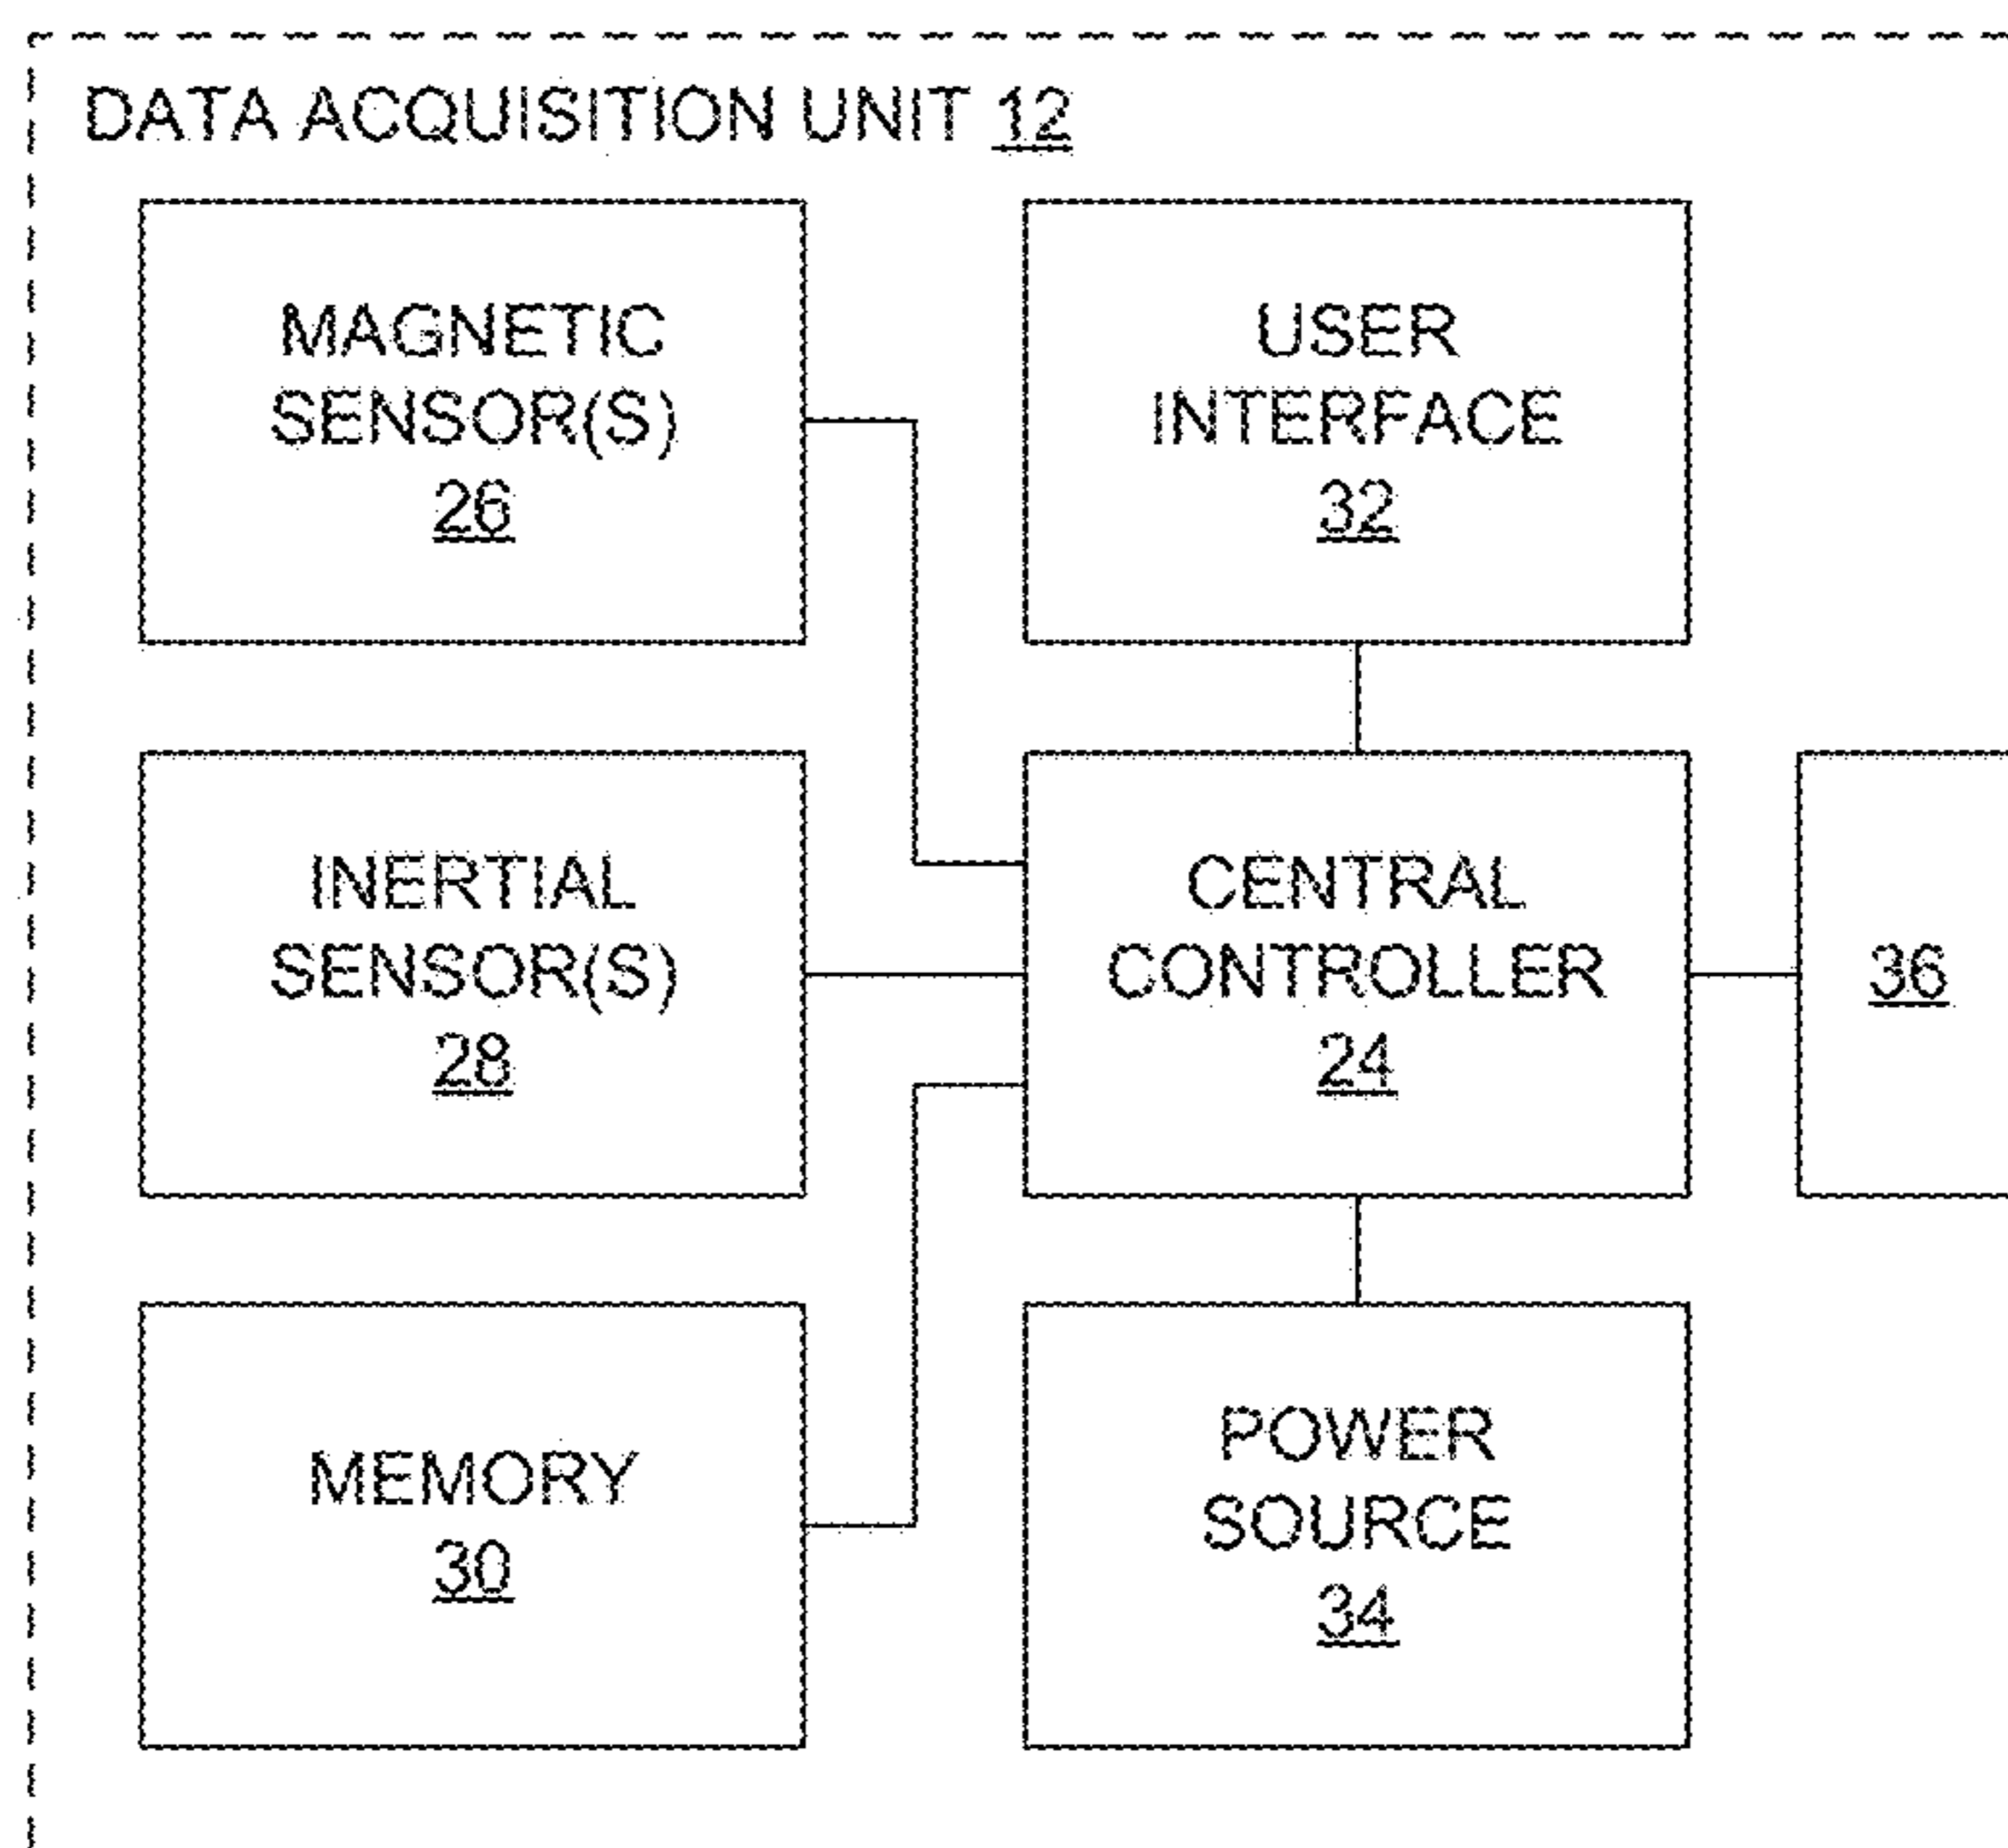 DATA ACQUISITION UNIT 12
MAGNETIC
SENSOR(S)
26
USER
INTERFACE
32
INERTIAL
SENSOR(S)
28
CENTRAL
CONTROLLER
24
36
MEMORY
30
POWER
SOURCE
34